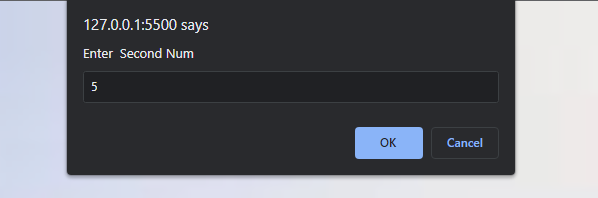 127.0.0.1:5500 says
Enter  Second Num
5
OK
Cancel